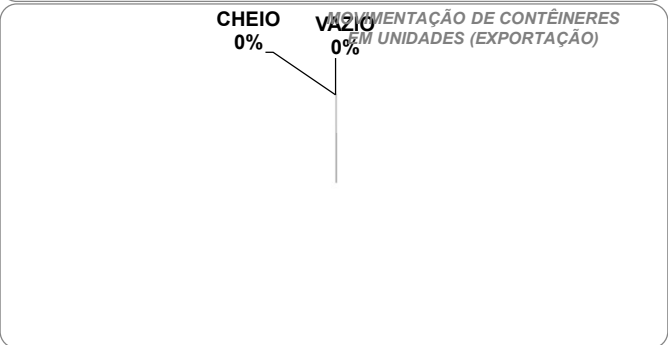 MOVIMENTAÇÃO DE CONTÊINERES
EM UNIDADES (EXPORTAÇÃO)
CHEIO
0%
VAZIO
0%